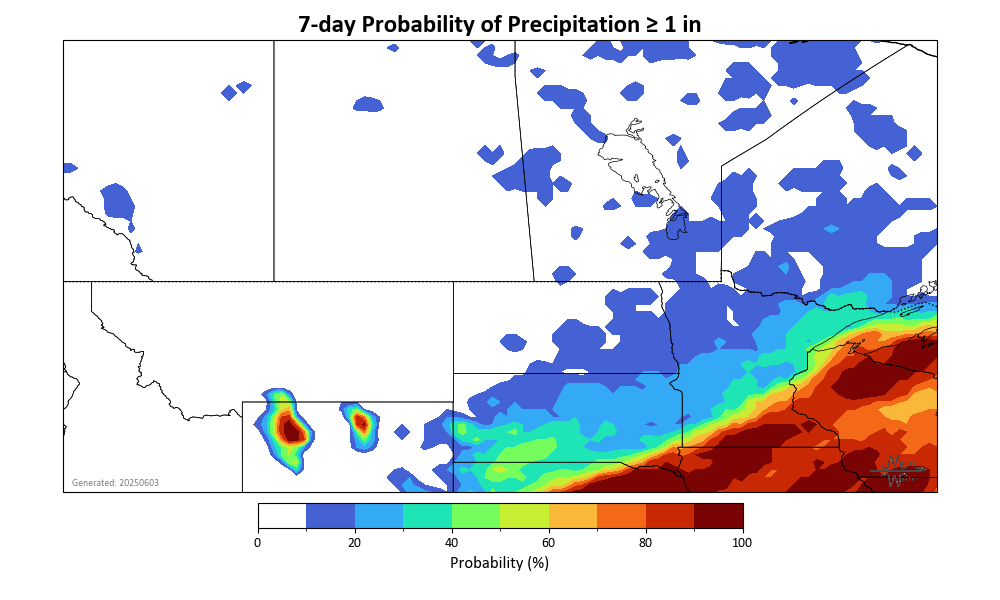 7-day Probability of Precipitation ≥ 1 in
Generated: 20250603
0 20 40 60 80 100
Probability (%)